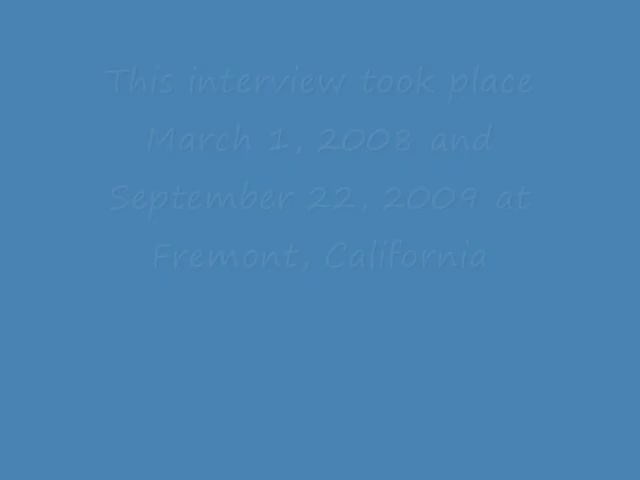 This interview took place
March 1, 2008 and
September 22, 2009 at
Fremont, California